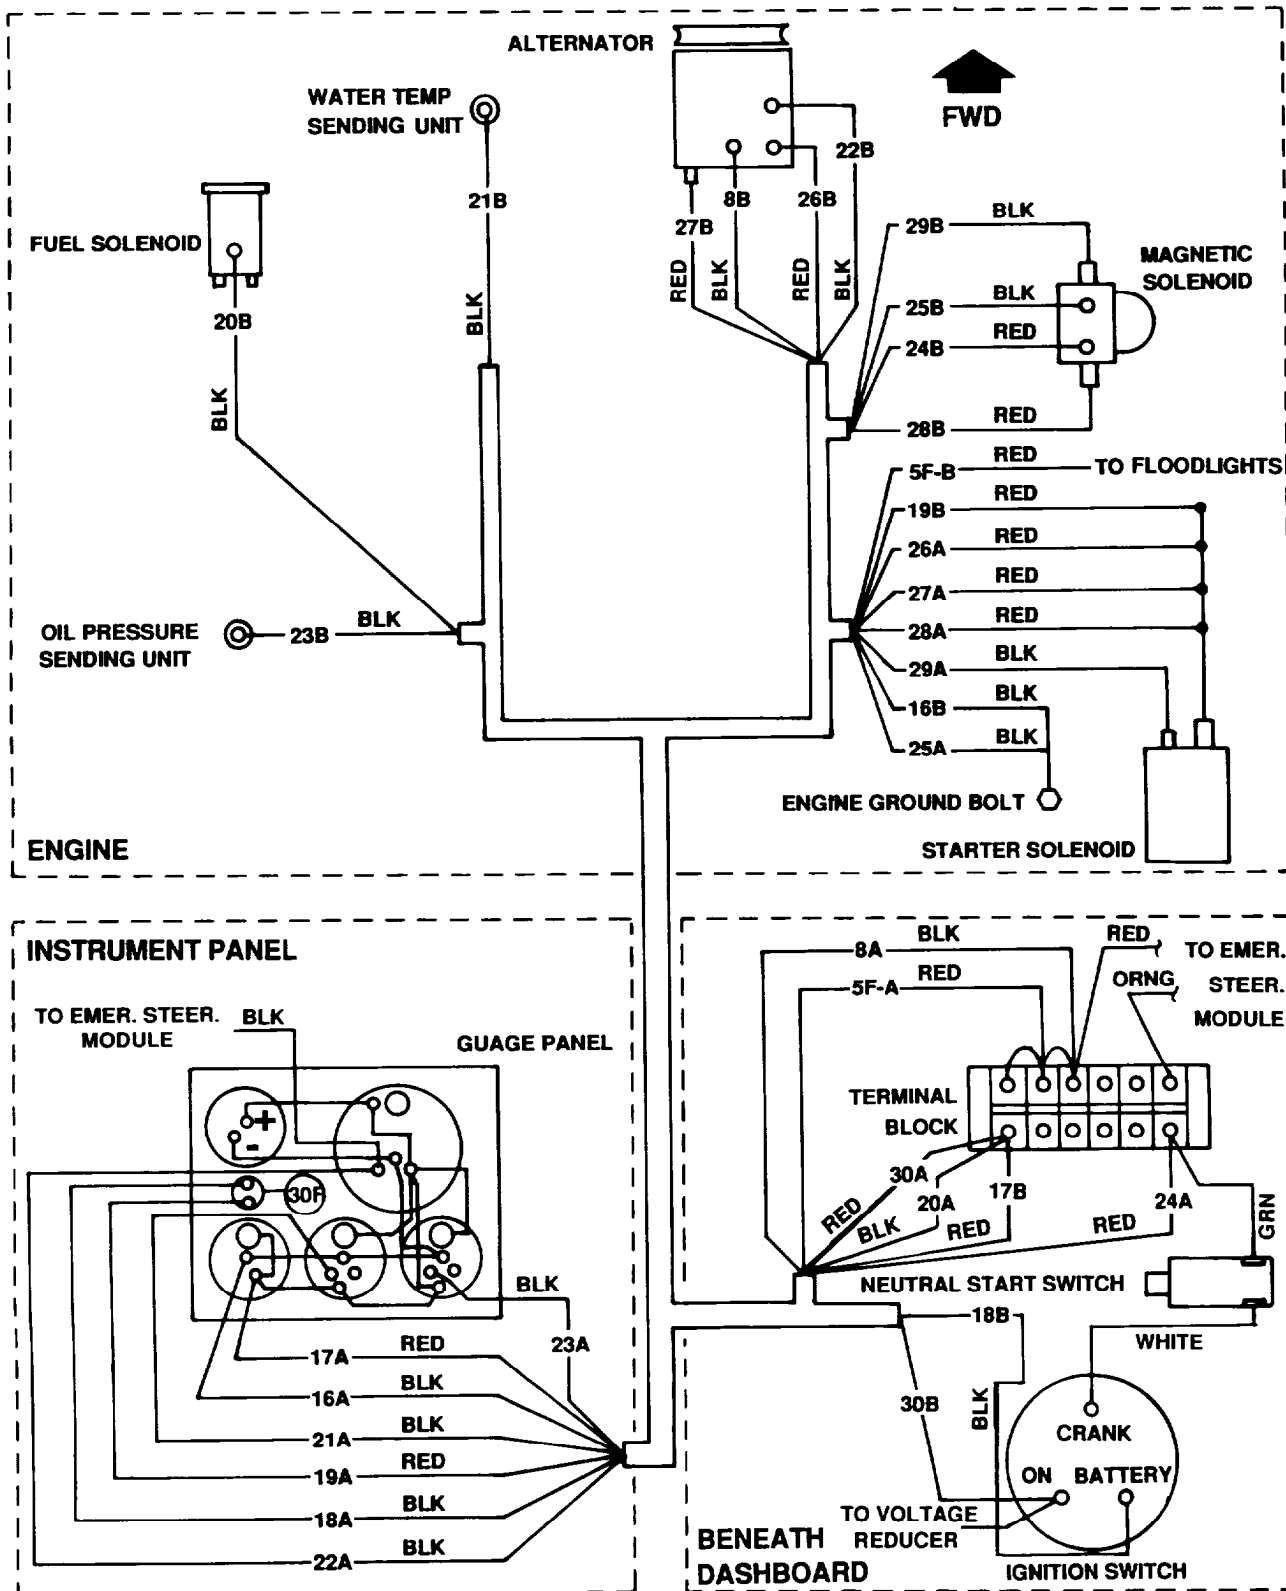 ALTERNATOR
FWD
WATER TEMP
SENDING UNIT
22B
21B
8B
26B
27B
FUEL SOLENOID
RED
BLK
RED
BLK
BLK
20B
BLK
29B
BLK
MAGNETIC
SOLENOID
25B
BLK
24B
RED
28B
RED
5F-B
RED
TO FLOODLIGHTS
19B
RED
26A
RED
27A
RED
28A
RED
29A
BLK
16B
BLK
25A
BLK
OIL PRESSURE
SENDING UNIT
23B
BLK
ENGINE GROUND BOLT
STARTER SOLENOID
ENGINE
INSTRUMENT PANEL
TO EMER. STEER.
MODULE
BLK
GUAGE PANEL
+
-
30F
BLK
23A
17A
RED
16A
BLK
21A
BLK
19A
RED
18A
BLK
22A
BLK
8A
BLK
5F-A
RED
RED
TO EMER.
ORNG
STEER.
MODULE
TERMINAL
BLOCK
30A
20A
17B
24A
RED
BLK
RED
RED
GRN
NEUTRAL START SWITCH
18B
WHITE
30B
BLK
CRANK
ON
BATTERY
TO VOLTAGE
REDUCER
BENEATH
DASHBOARD
IGNITION SWITCH